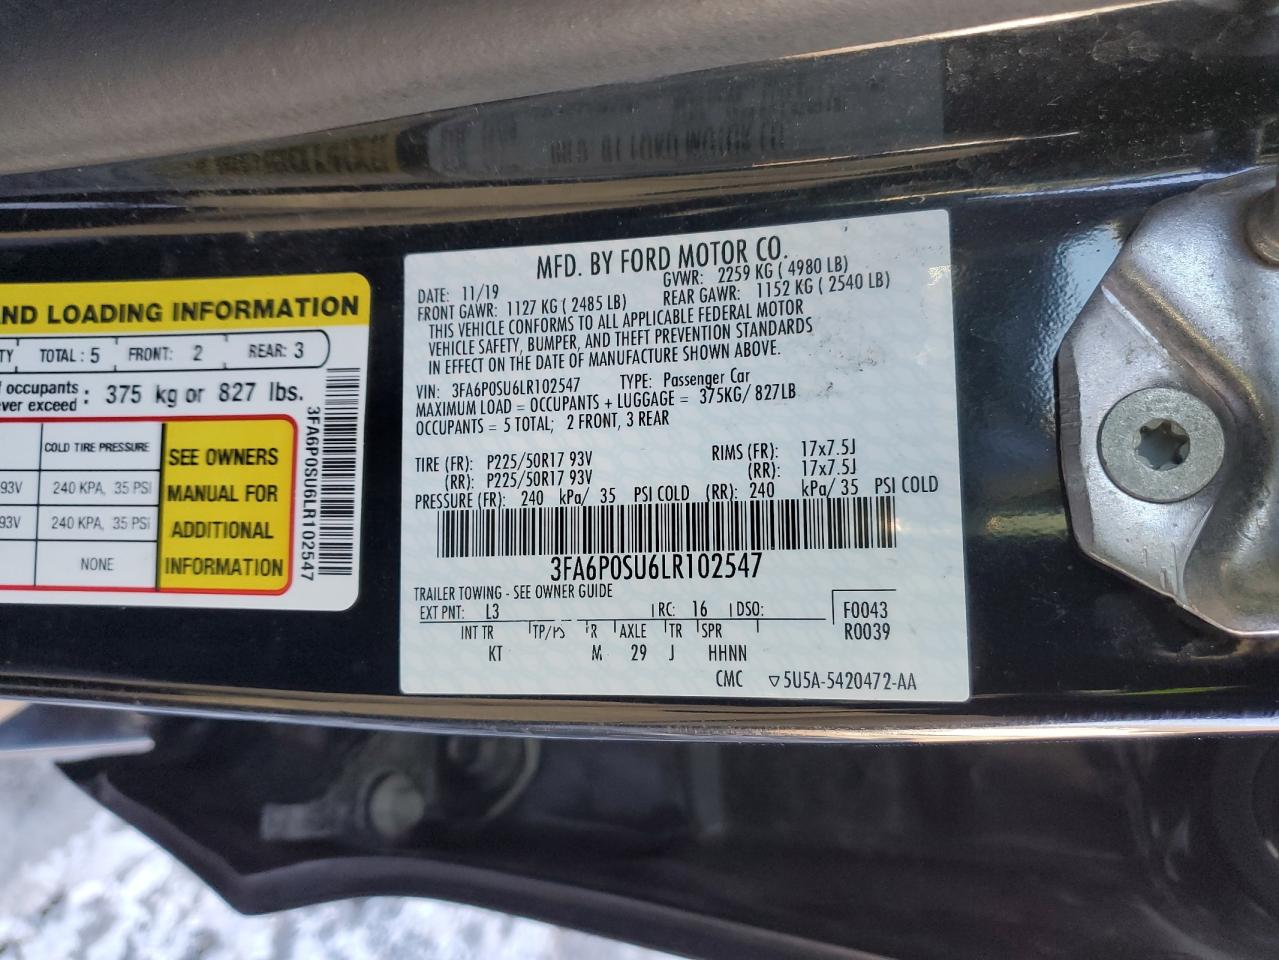 ND LOADING INFORMATION
TOTAL: 5 FRONT: 2 REAR: 3
occupants
ever exceed : 375 kg or 827 lbs.
COLD TIRE PRESSURE
93V 240 KPA, 35 PSI
93V 240 KPA, 35 PSI
NONE
SEE OWNERS
MANUAL FOR
ADDITIONAL
INFORMATION
3FA6P0SU6LR102547
MFD. BY FORD MOTOR CO.
DATE: 11/19 GVWR: 2259 KG ( 4980 LB)
FRONT GAWR: 1127 KG ( 2485 LB) REAR GAWR: 1152 KG ( 2540 LB)
THIS VEHICLE CONFORMS TO ALL APPLICABLE FEDERAL MOTOR
VEHICLE SAFETY, BUMPER, AND THEFT PREVENTION STANDARDS
IN EFFECT ON THE DATE OF MANUFACTURE SHOWN ABOVE.
VIN: 3FA6P0SU6LR102547 TYPE: Passenger Car
MAXIMUM LOAD = OCCUPANTS + LUGGAGE = 375KG/ 827LB
OCCUPANTS = 5 TOTAL; 2 FRONT, 3 REAR
TIRE (FR): P225/50R17 93V RIMS (FR): 17x7.5J
(RR): P225/50R17 93V (RR): 17x7.5J
PRESSURE (FR): 240 kPa/ 35 PSI COLD (RR): 240 kPa/ 35 PSI COLD
3FA6P0SU6LR102547
TRAILER TOWING - SEE OWNER GUIDE
EXT PNT: L3 RC: 16 DSO: F0043
INT TR TP/PS R AXLE TR SPR R0039
KT M 29 J HHNN
CMC ▽5U5A-5420472-AA